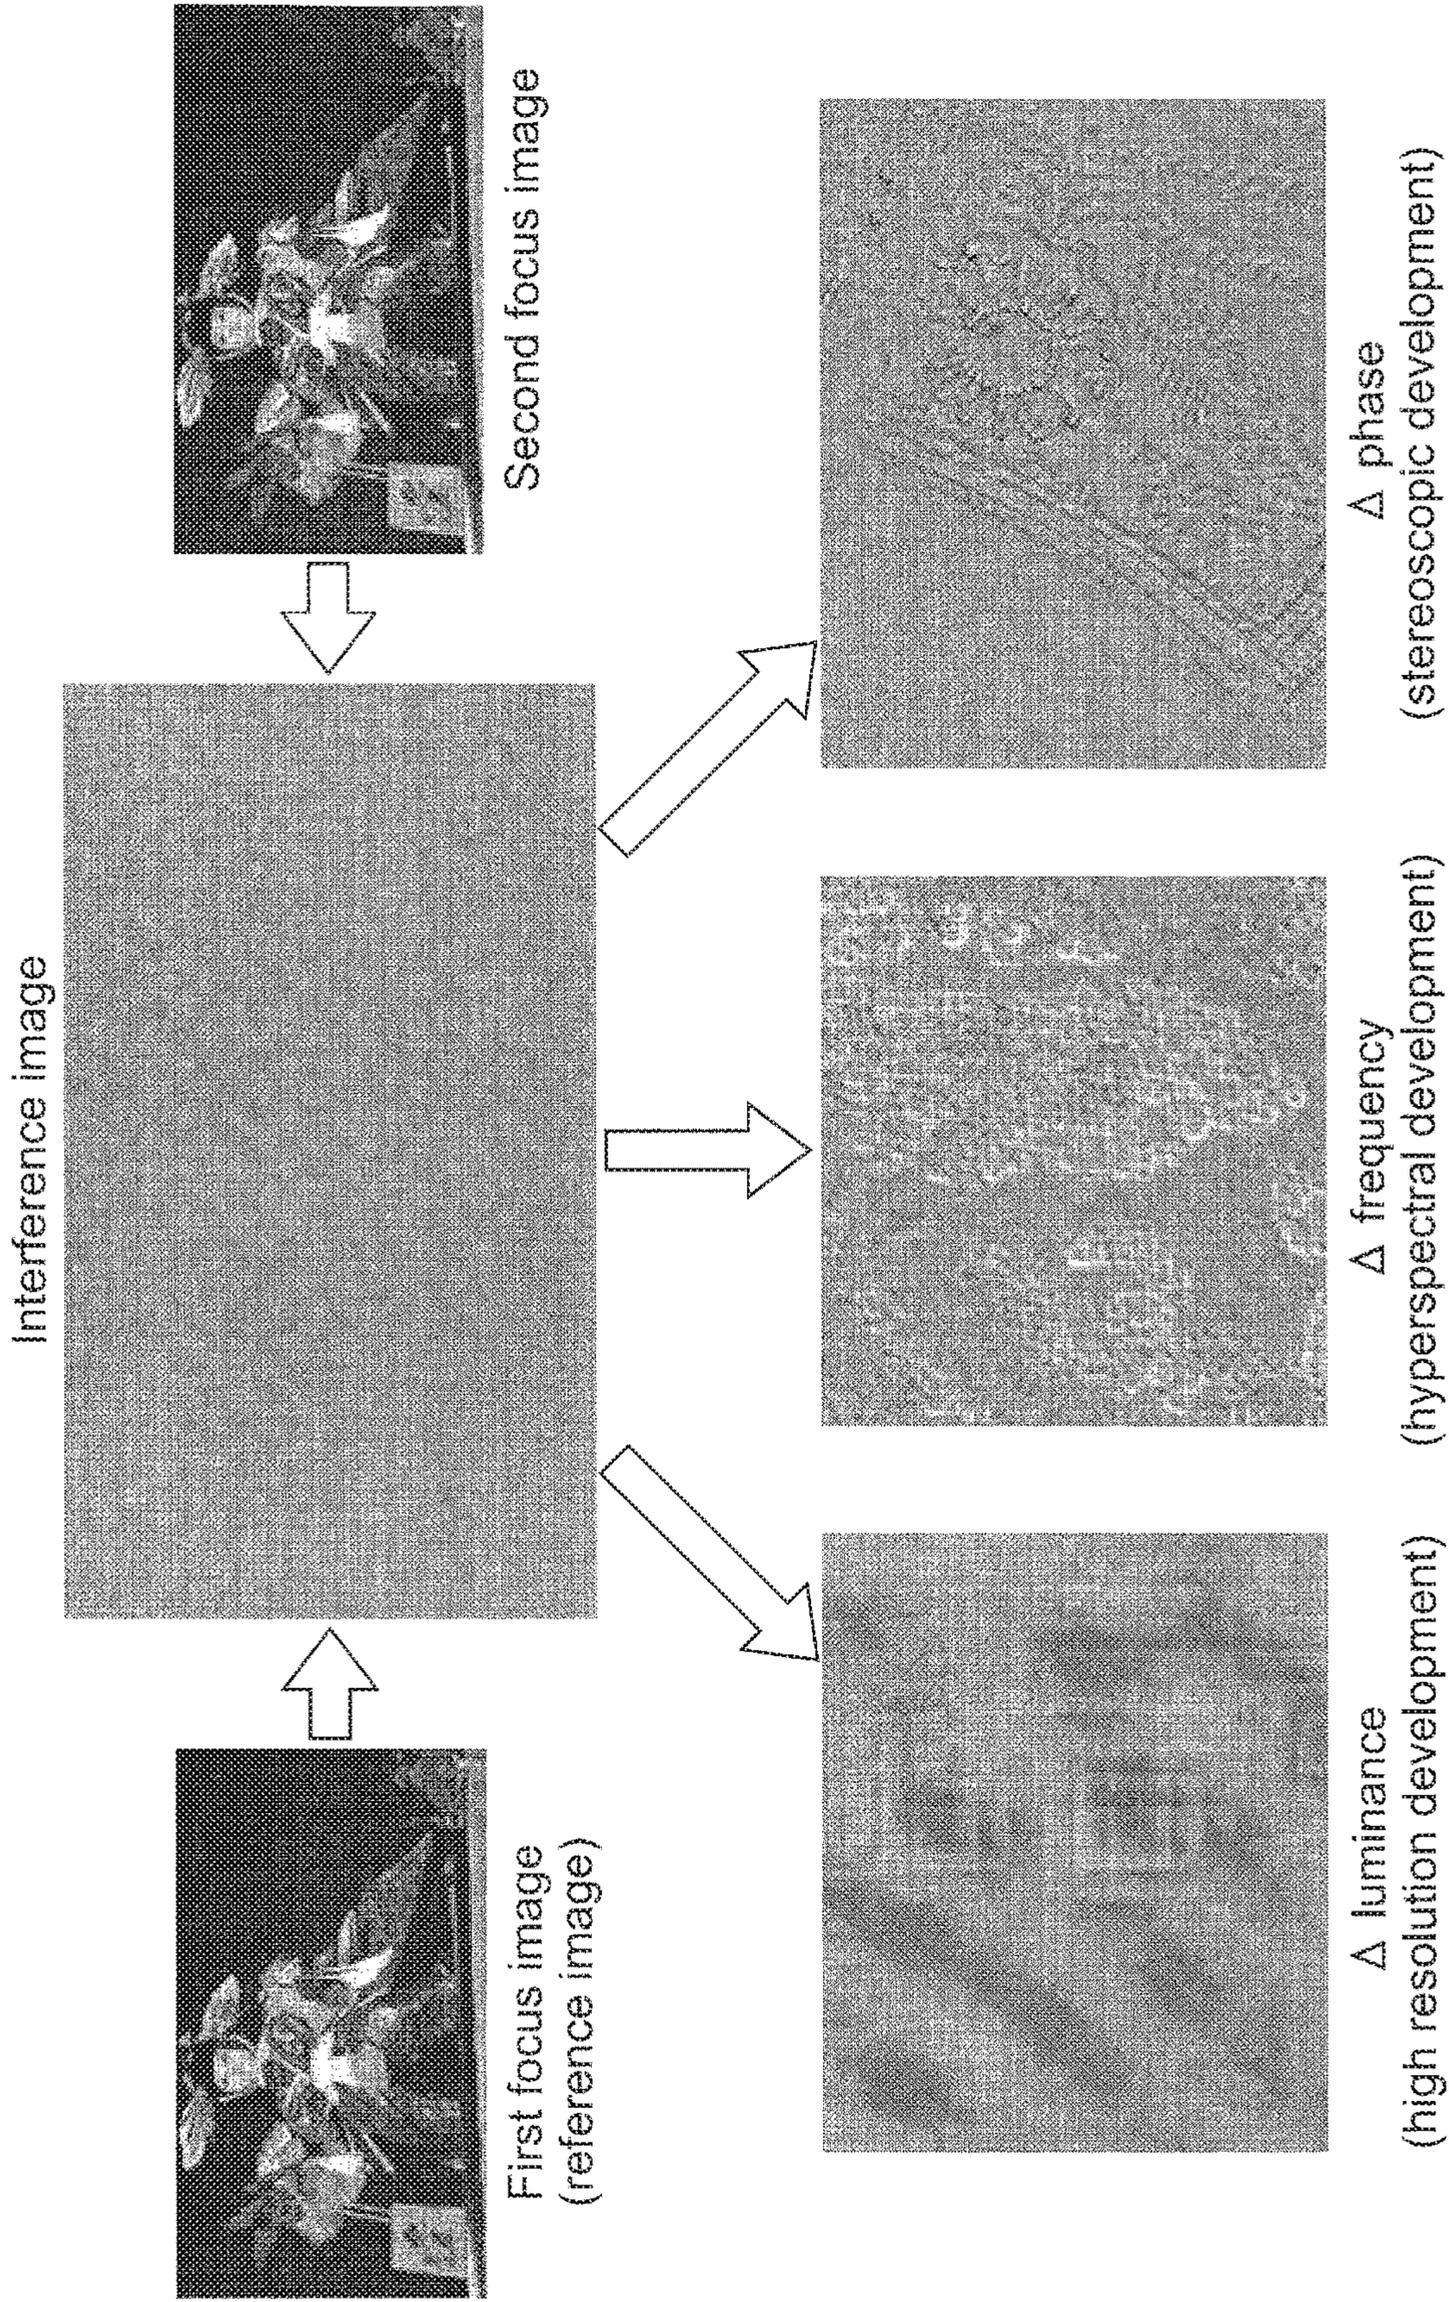 Interference image
First focus image
(reference image)
Second focus image
Δ luminance
(high resolution development)
Δ frequency
(hyperspectral development)
Δ phase
(stereoscopic development)